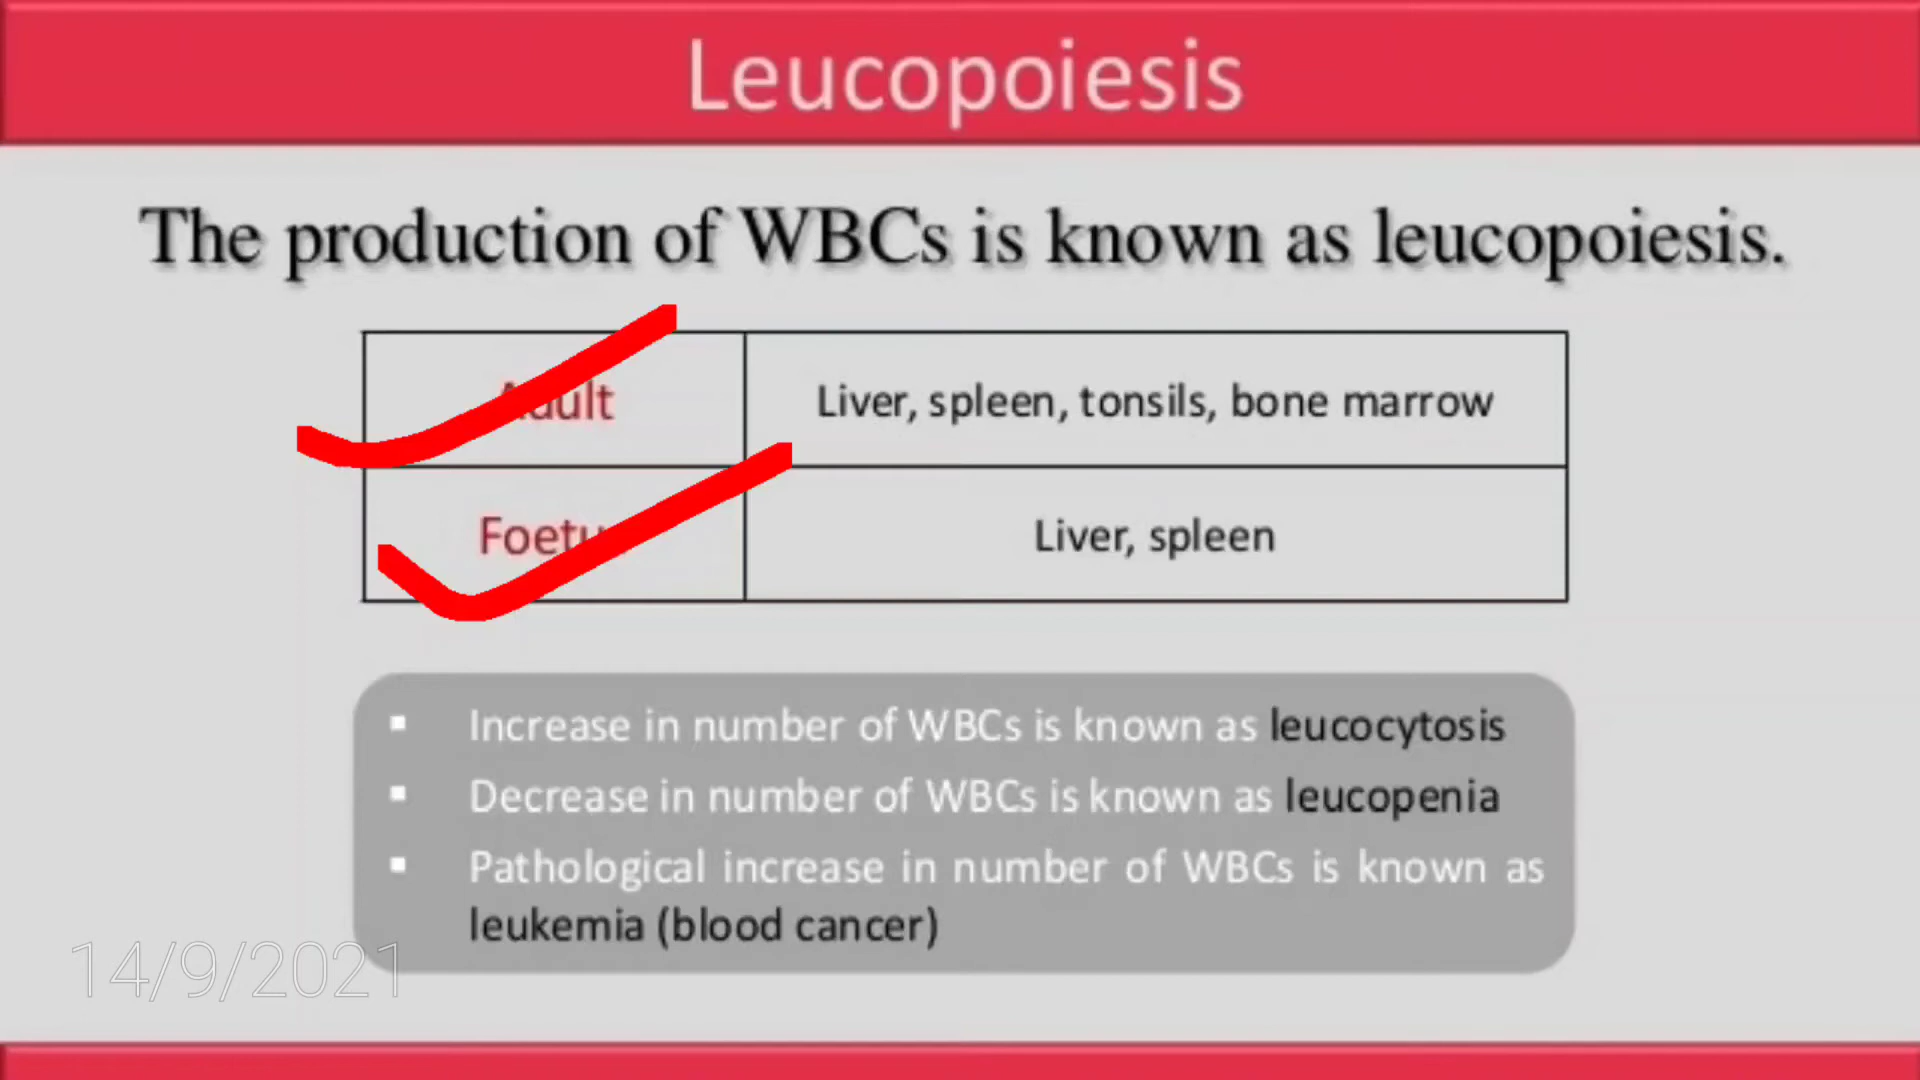 Leucopoiesis
The production of WBCs is known as leucopoiesis.
Adult
Liver, spleen, tonsils, bone marrow
Liver, spleen
▪ Increase in number of WBCs is known as leucocytosis
▪ Decrease in number of WBCs is known as leucopenia
▪ Pathological increase in number of WBCs is known as
leukemia (blood cancer)
14/9/2021